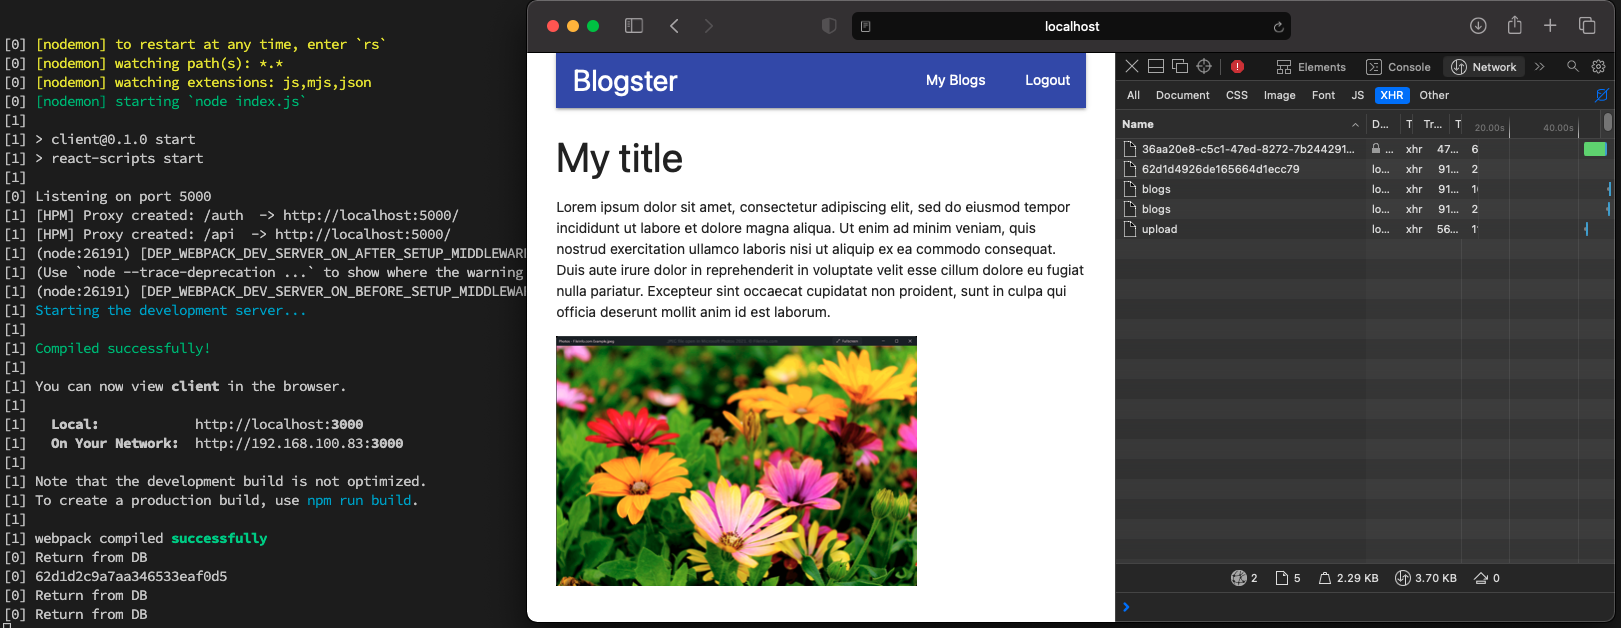 [0] [nodemon] to restart at any time, enter `rs`
[0] [nodemon] watching path(s): *.*
[0] [nodemon] watching extensions: js,mjs,json
[0] [nodemon] starting `node index.js`
[1]
[1] > client@0.1.0 start
[1] > react-scripts start
[1]
[0] Listening on port 5000
[1] [HPM] Proxy created: /auth  -> http://localhost:5000/
[1] [HPM] Proxy created: /api  -> http://localhost:5000/
[1] (node:26191) [DEP_WEBPACK_DEV_SERVER_ON_AFTER_SETUP_MIDDLEWAR
[1] (Use `node --trace-deprecation ...` to show where the warning
[1] (node:26191) [DEP_WEBPACK_DEV_SERVER_ON_BEFORE_SETUP_MIDDLEWA
[1] Starting the development server...
[1]
[1] Compiled successfully!
[1]
[1] You can now view client in the browser.
[1]
[1]   Local:            http://localhost:3000
[1]   On Your Network:  http://192.168.100.83:3000
[1]
[1] Note that the development build is not optimized.
[1] To create a production build, use npm run build.
[1]
[1] webpack compiled successfully
[0] Return from DB
[0] 62d1d2c9a7aa346533eaf0d5
[0] Return from DB
[0] Return from DB
localhost
Blogster
My Blogs
Logout
My title
Lorem ipsum dolor sit amet, consectetur adipiscing elit, sed do eiusmod tempor
incididunt ut labore et dolore magna aliqua. Ut enim ad minim veniam, quis
nostrud exercitation ullamco laboris nisi ut aliquip ex ea commodo consequat.
Duis aute irure dolor in reprehenderit in voluptate velit esse cillum dolore eu fugiat
nulla pariatur. Excepteur sint occaecat cupidatat non proident, sunt in culpa qui
officia deserunt mollit anim id est laborum.
Elements Console Network
All Document CSS Image Font JS XHR Other
Name D... T Tr... T 20.00s 40.00s
36aa20e8-c5c1-47ed-8272-7b244291... ... xhr 47... 6
62d1d4926de165664d1ecc79 lo... xhr 91... 2
blogs lo... xhr 91...
blogs lo... xhr 91... 2
upload lo... xhr 56...
2 5 2.29 KB 3.70 KB 0